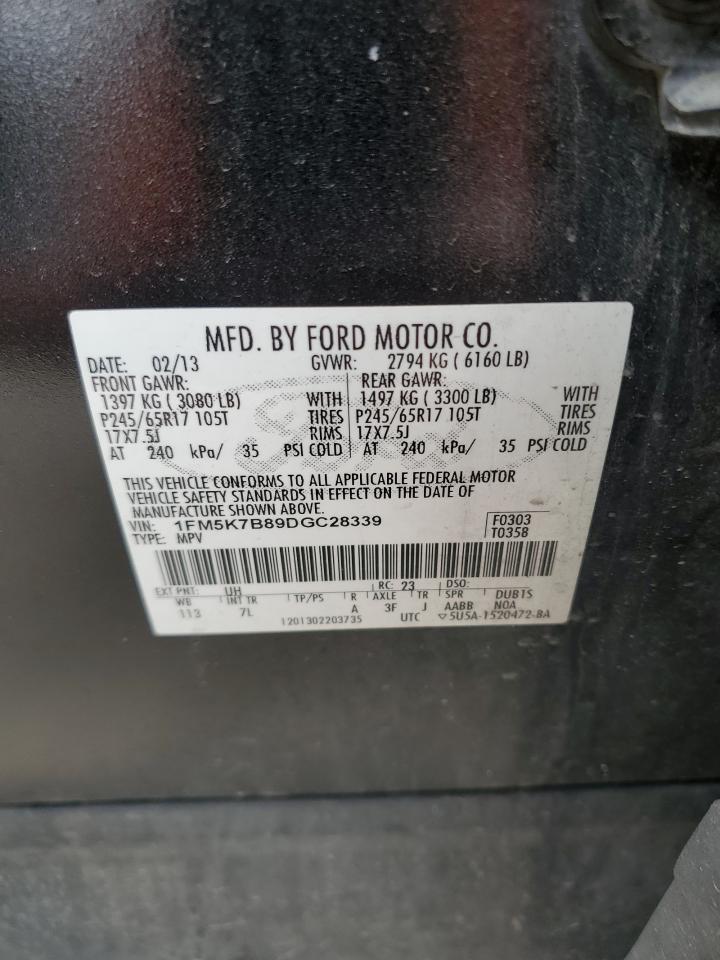 MFD. BY FORD MOTOR CO.
DATE: 02/13 GVWR: 2794 KG ( 6160 LB)
FRONT GAWR: REAR GAWR:
1397 KG ( 3080 LB) WITH 1497 KG ( 3300 LB) WITH
P245/65R17 105T TIRES P245/65R17 105T TIRES
17X7.5J RIMS 17X7.5J RIMS
AT 240 kPa/ 35 PSI COLD AT 240 kPa/ 35 PSI COLD
THIS VEHICLE CONFORMS TO ALL APPLICABLE FEDERAL MOTOR
VEHICLE SAFETY STANDARDS IN EFFECT ON THE DATE OF
MANUFACTURE SHOWN ABOVE.
VIN: 1FM5K7B89DGC28339 F0303
TYPE: MPV T0358
EXT PNT: UH RC: 23 DSO:
WB INT TR TP/PS R AXLE TR SPR DUB1S
113 7L A 3F J AABB N0A
1201302203735 UTC ▽5U5A-1520472-BA